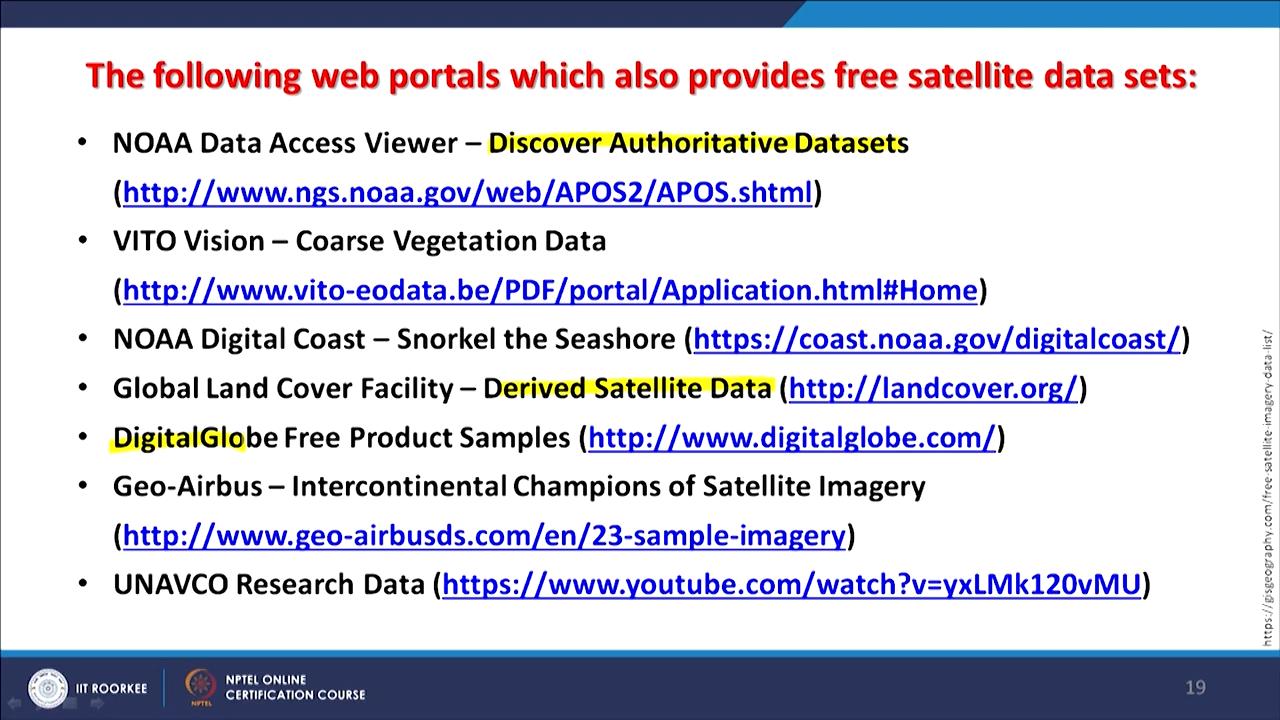 The following web portals which also provides free satellite data sets:
• NOAA Data Access Viewer – Discover Authoritative Datasets
(http://www.ngs.noaa.gov/web/APOS2/APOS.shtml)
• VITO Vision – Coarse Vegetation Data
(http://www.vito-eodata.be/PDF/portal/Application.html#Home)
• NOAA Digital Coast – Snorkel the Seashore (https://coast.noaa.gov/digitalcoast/)
• Global Land Cover Facility – Derived Satellite Data (http://landcover.org/)
• DigitalGlobe Free Product Samples (http://www.digitalglobe.com/)
• Geo-Airbus – Intercontinental Champions of Satellite Imagery
(http://www.geo-airbusds.com/en/23-sample-imagery)
• UNAVCO Research Data (https://www.youtube.com/watch?v=yxLMk120vMU)
https://gisgeography.com/free-satellite-imagery-data-list/
IIT ROORKEE
NPTEL
NPTEL ONLINE
CERTIFICATION COURSE
19